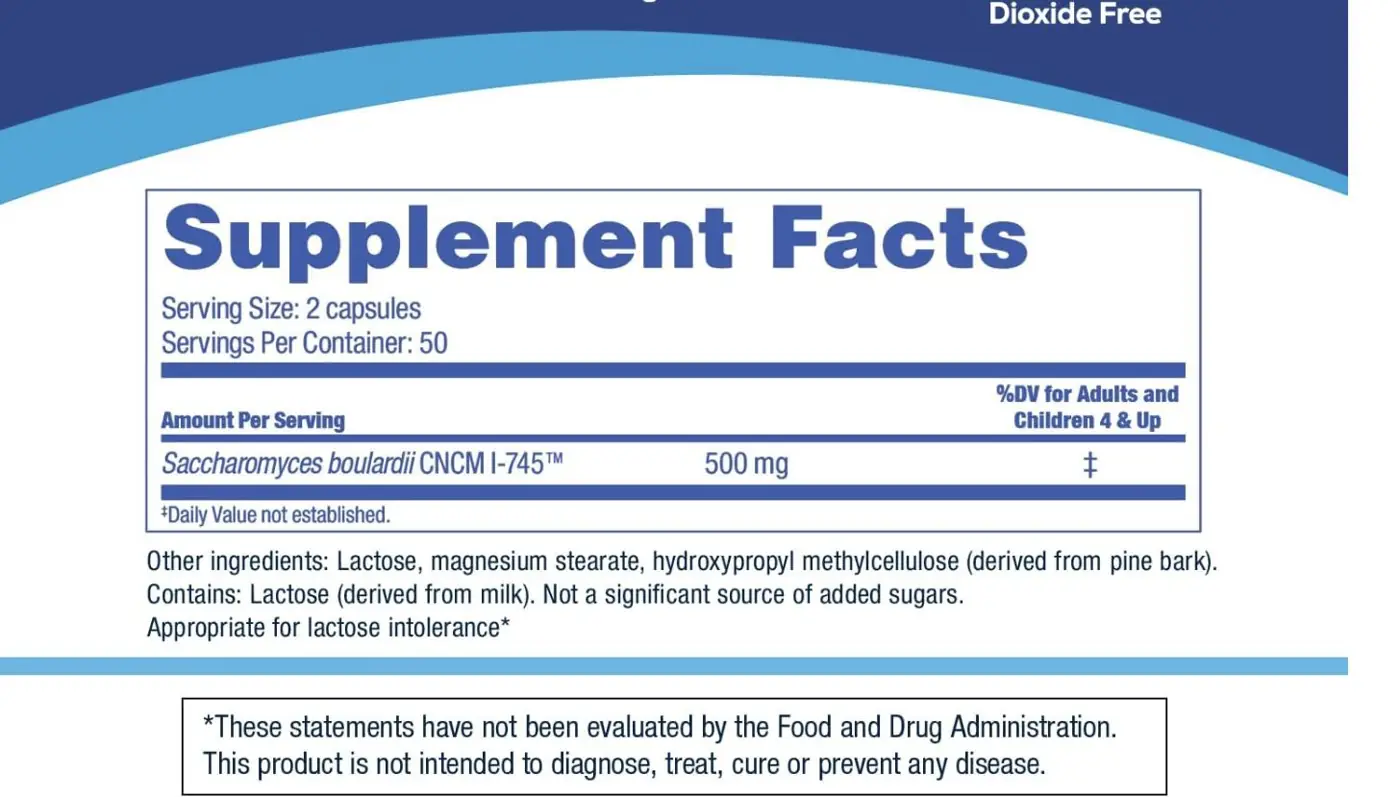 Dioxide Free
Supplement Facts
Serving Size: 2 capsules
Servings Per Container: 50
%DV for Adults and
Children 4 & Up
Amount Per Serving
Saccharomyces boulardii CNCM I-745™ 500 mg ‡
‡Daily Value not established.
Other ingredients: Lactose, magnesium stearate, hydroxypropyl methylcellulose (derived from pine bark).
Contains: Lactose (derived from milk). Not a significant source of added sugars.
Appropriate for lactose intolerance*
*These statements have not been evaluated by the Food and Drug Administration.
This product is not intended to diagnose, treat, cure or prevent any disease.